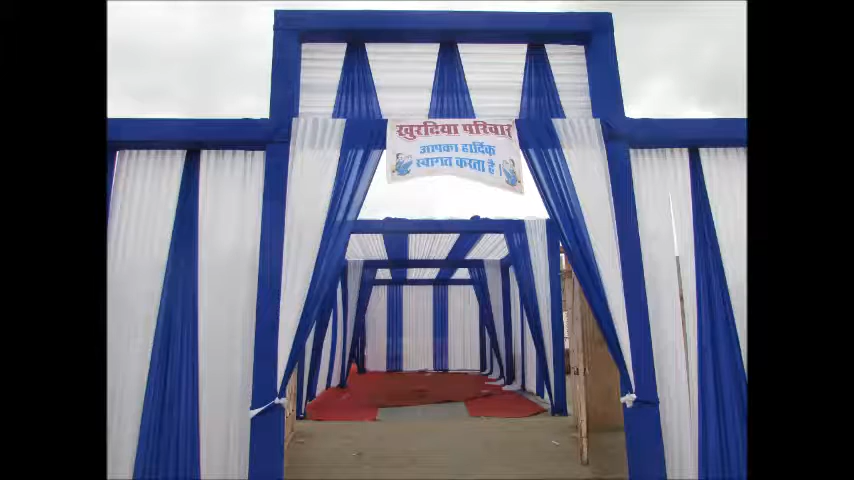 खुरदिया परिवार
आपका हार्दिक
स्वागत करता है।